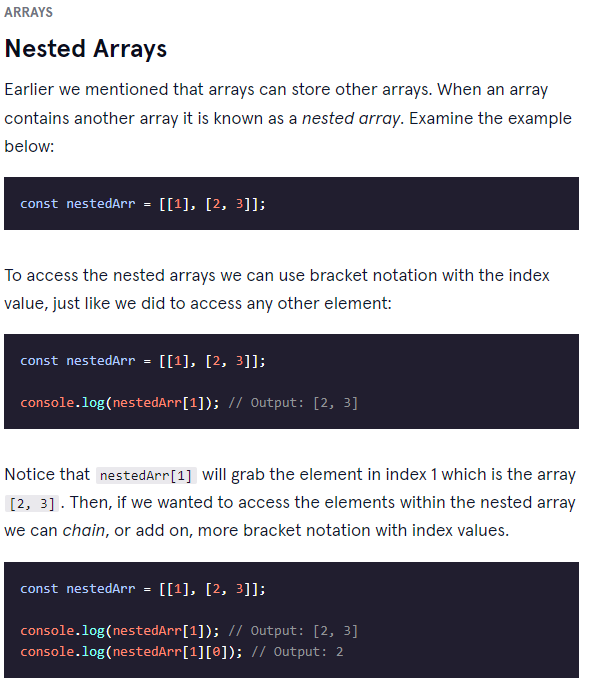 ARRAYS
Nested Arrays
Earlier we mentioned that arrays can store other arrays. When an array
contains another array it is known as a nested array. Examine the example
below:
const nestedArr = [[1], [2, 3]];
To access the nested arrays we can use bracket notation with the index
value, just like we did to access any other element:
const nestedArr = [[1], [2, 3]];
console.log(nestedArr[1]); // Output: [2, 3]
Notice that nestedArr[1] will grab the element in index 1 which is the array
[2, 3]. Then, if we wanted to access the elements within the nested array
we can chain, or add on, more bracket notation with index values.
const nestedArr = [[1], [2, 3]];
console.log(nestedArr[1]); // Output: [2, 3]
console.log(nestedArr[1][0]); // Output: 2